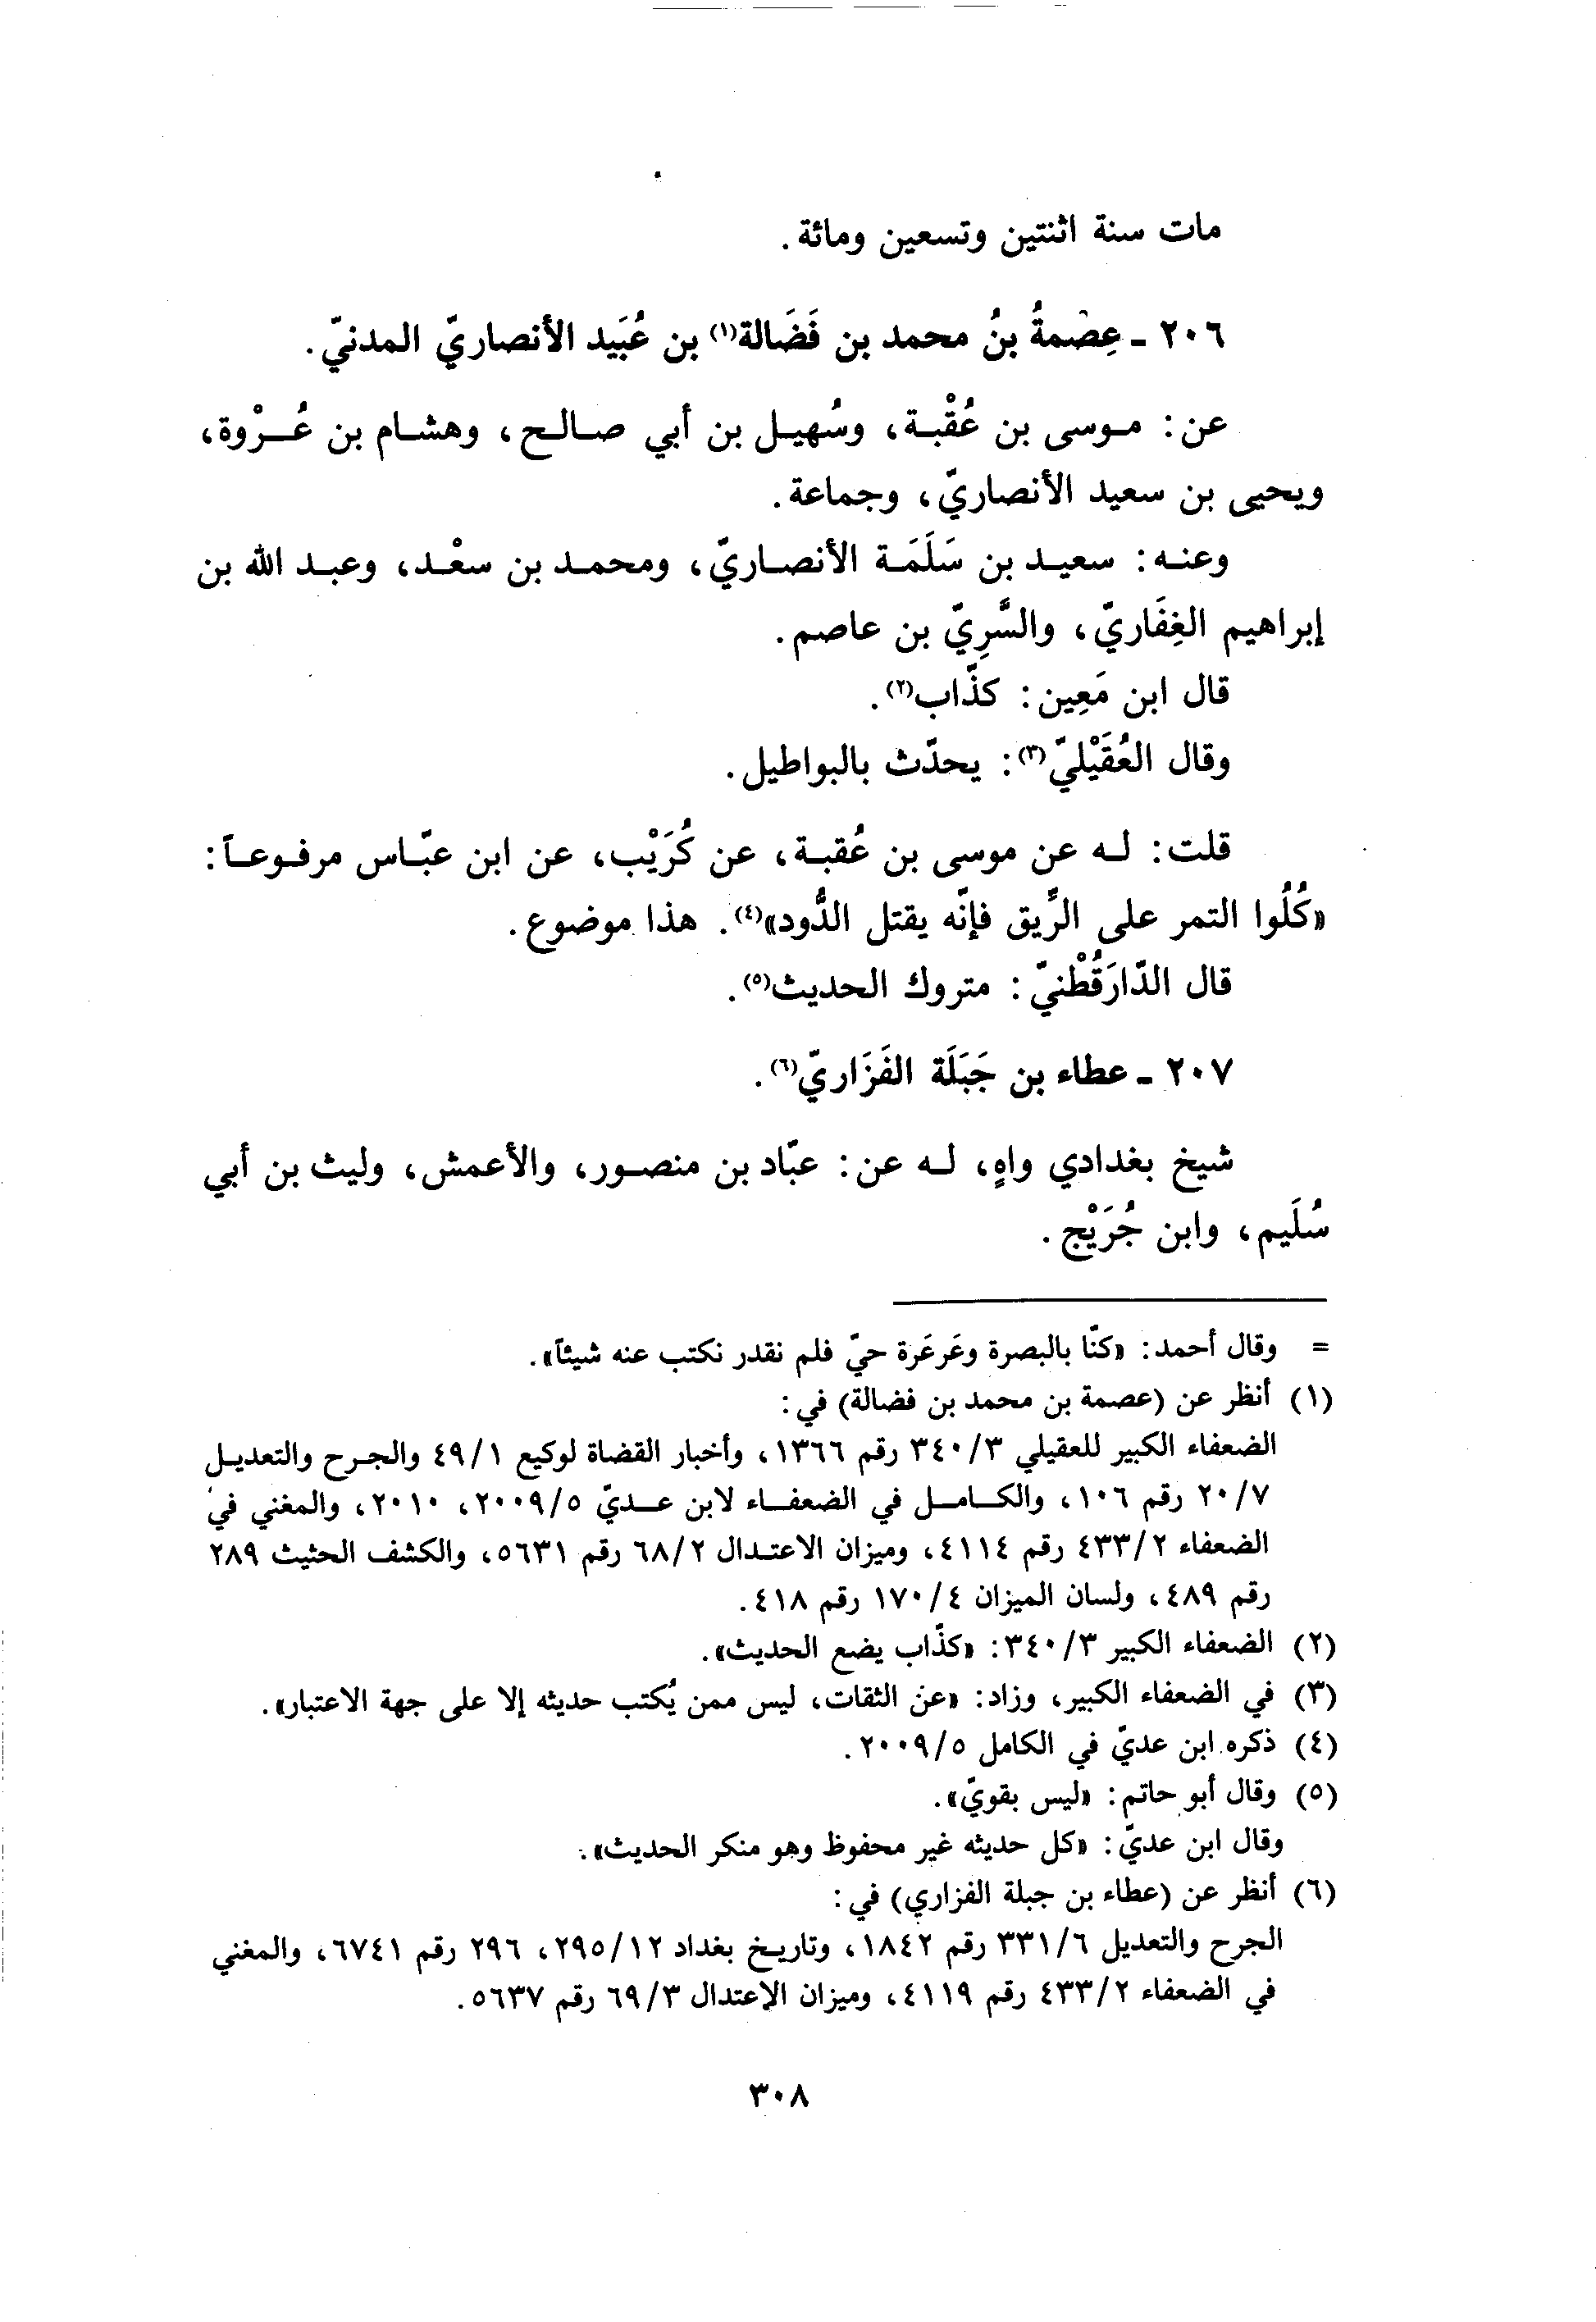 مات سنة اثنتين وتسعين ومائة.
٢٠٦ - عِصْمةُ بنُ محمد بن فَضَالة(١) بن عُبَيد الأنصاريّ المدنيّ.
عن: موسى بن عُقْبة، وسُهيل بن أبي صالح، وهشام بن عُرْوة،
ويحيى بن سعيد الأنصاريّ، وجماعة.
وعنه: سعيد بن سَلَمَة الأنصاريّ، ومحمد بن سعْد، وعبد الله بن
إبراهيم الغِفَاريّ، والسَّرِيّ بن عاصم.
قال ابن مَعِين: كذّاب(٢).
وقال العُقَيْليّ(٣): يحدّث بالبواطيل.
قلت: له عن موسى بن عُقبة، عن كُرَيْب، عن ابن عبّاس مرفوعاً:
«كُلُوا التمر على الرِّيق فإنّه يقتل الدُّود»(٤). هذا موضوع.
قال الدّارَقُطْنيّ: متروك الحديث(٥).
٢٠٧ - عطاء بن جَبَلَة الفَزَاريّ(٦).
شيخ بغدادي واهٍ، له عن: عبّاد بن منصور، والأعمش، وليث بن أبي
سُلَيم، وابن جُرَيْج.
= وقال أحمد: «كنّا بالبصرة وعَرعَرة حيّ فلم نقدر نكتب عنه شيئاً».
(١) أنظر عن (عصمة بن محمد بن فضالة) في:
الضعفاء الكبير للعقيلي ٣/٣٤٠ رقم ١٣٦٦، وأخبار القضاة لوكيع ١/٤٩ والجرح والتعديل
٧/٢٠ رقم ١٠٦، والكامل في الضعفاء لابن عديّ ٥/٢٠٠٩، ٢٠١٠، والمغني في
الضعفاء ٢/٤٣٣ رقم ٤١١٤، وميزان الاعتدال ٢/٦٨ رقم ٥٦٣١، والكشف الحثيث ٢٨٩
رقم ٤٨٩، ولسان الميزان ٤/١٧٠ رقم ٤١٨.
(٢) الضعفاء الكبير ٣/٣٤٠: «كذّاب يضع الحديث».
(٣) في الضعفاء الكبير، وزاد: «عن الثقات، ليس ممن يُكتب حديثه إلا على جهة الاعتبار».
(٤) ذكره ابن عديّ في الكامل ٥/٢٠٠٩.
(٥) وقال أبو حاتم: «ليس بقويّ».
وقال ابن عديّ: «كل حديثه غير محفوظ وهو منكر الحديث».
(٦) أنظر عن (عطاء بن جبلة الفزاري) في:
الجرح والتعديل ٦/٣٣١ رقم ١٨٤٢، وتاريخ بغداد ١٢/٢٩٥، ٢٩٦ رقم ٦٧٤١، والمغني
في الضعفاء ٢/٤٣٣ رقم ٤١١٩، وميزان الإعتدال ٣/٦٩ رقم ٥٦٣٧.
٣٠٨